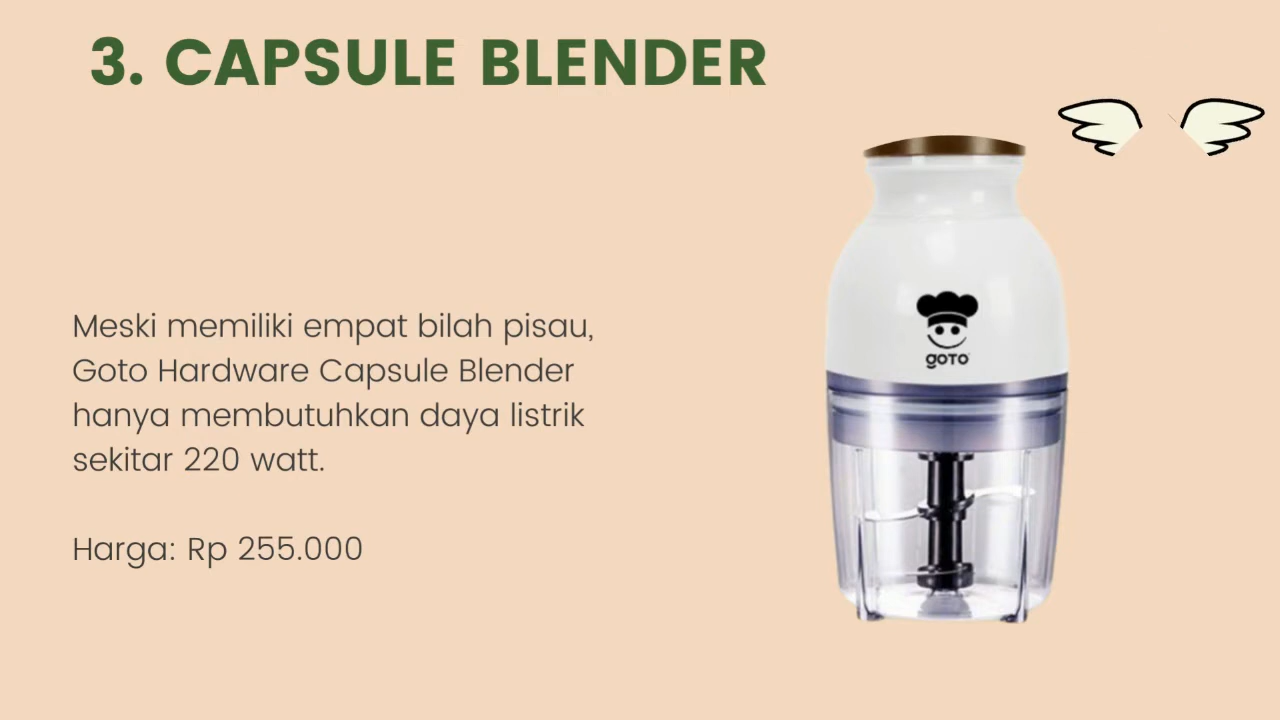 3. CAPSULE BLENDER
Meski memiliki empat bilah pisau,
Goto Hardware Capsule Blender
hanya membutuhkan daya listrik
sekitar 220 watt.
Harga: Rp 255.000
goto